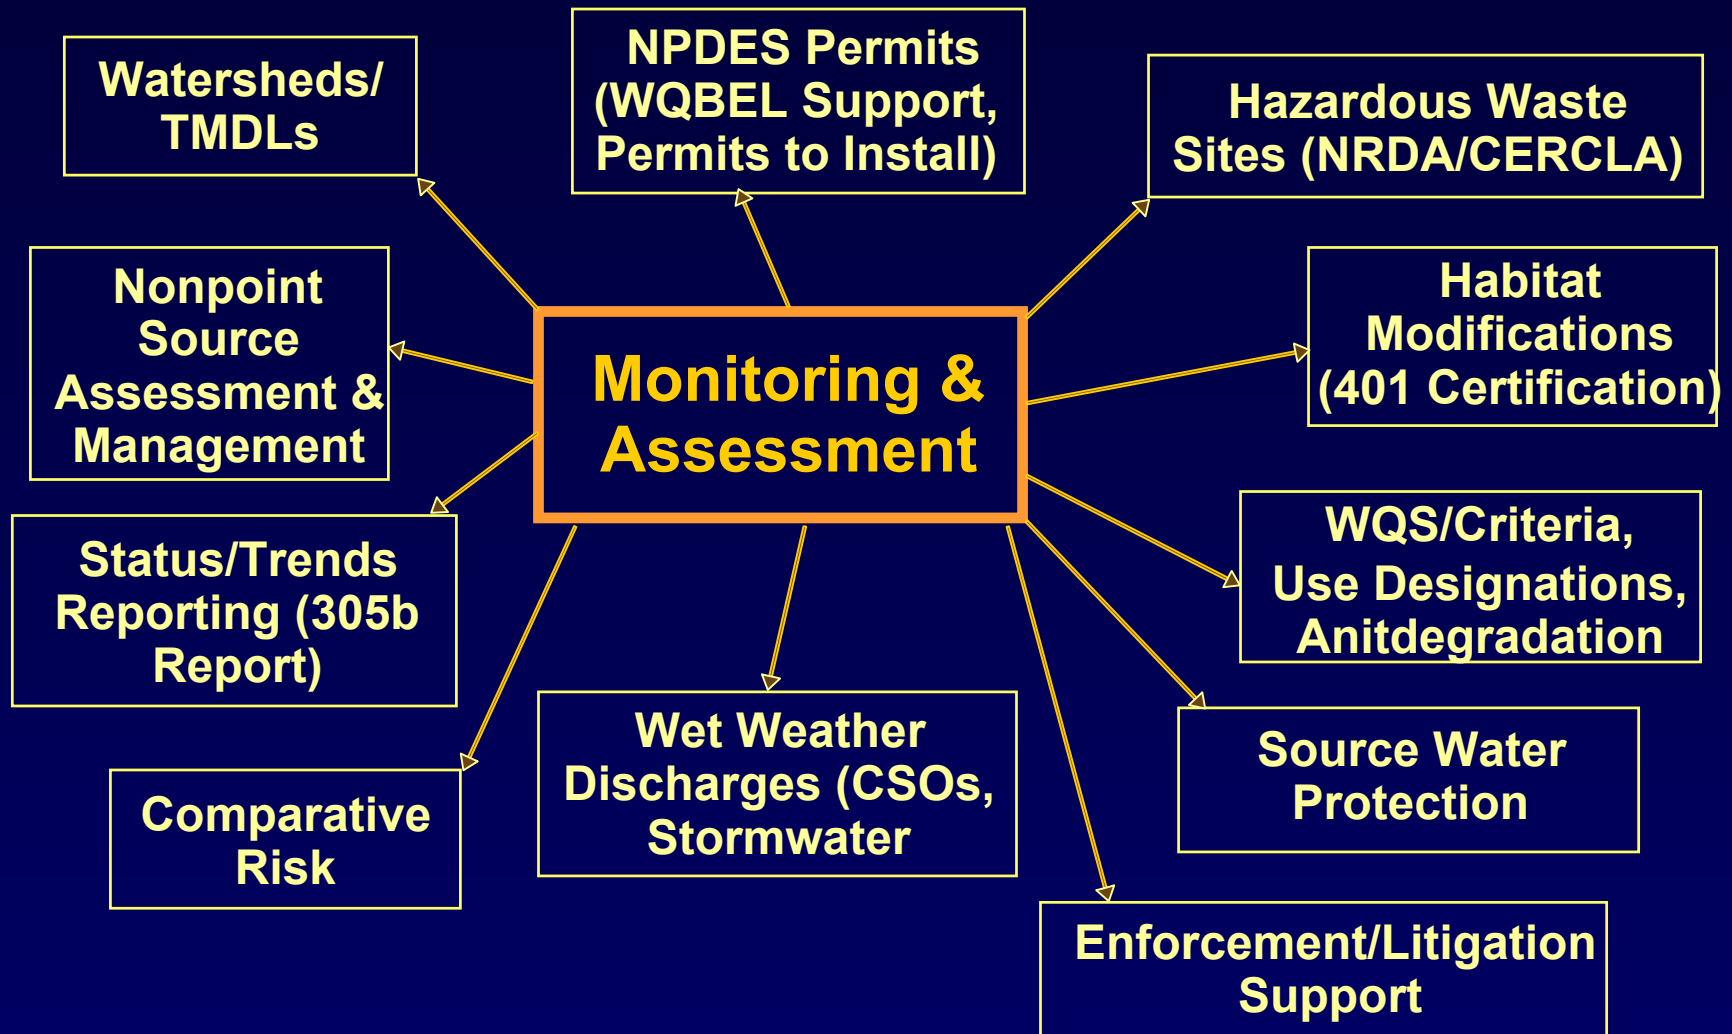 Watersheds/
TMDLs
NPDES Permits
(WQBEL Support,
Permits to Install)
Hazardous Waste
Sites (NRDA/CERCLA)
Nonpoint
Source
Assessment &
Management
Monitoring &
Assessment
Habitat
Modifications
(401 Certification)
Status/Trends
Reporting (305b
Report)
WQS/Criteria,
Use Designations,
Anitdegradation
Comparative
Risk
Wet Weather
Discharges (CSOs,
Stormwater
Source Water
Protection
Enforcement/Litigation
Support